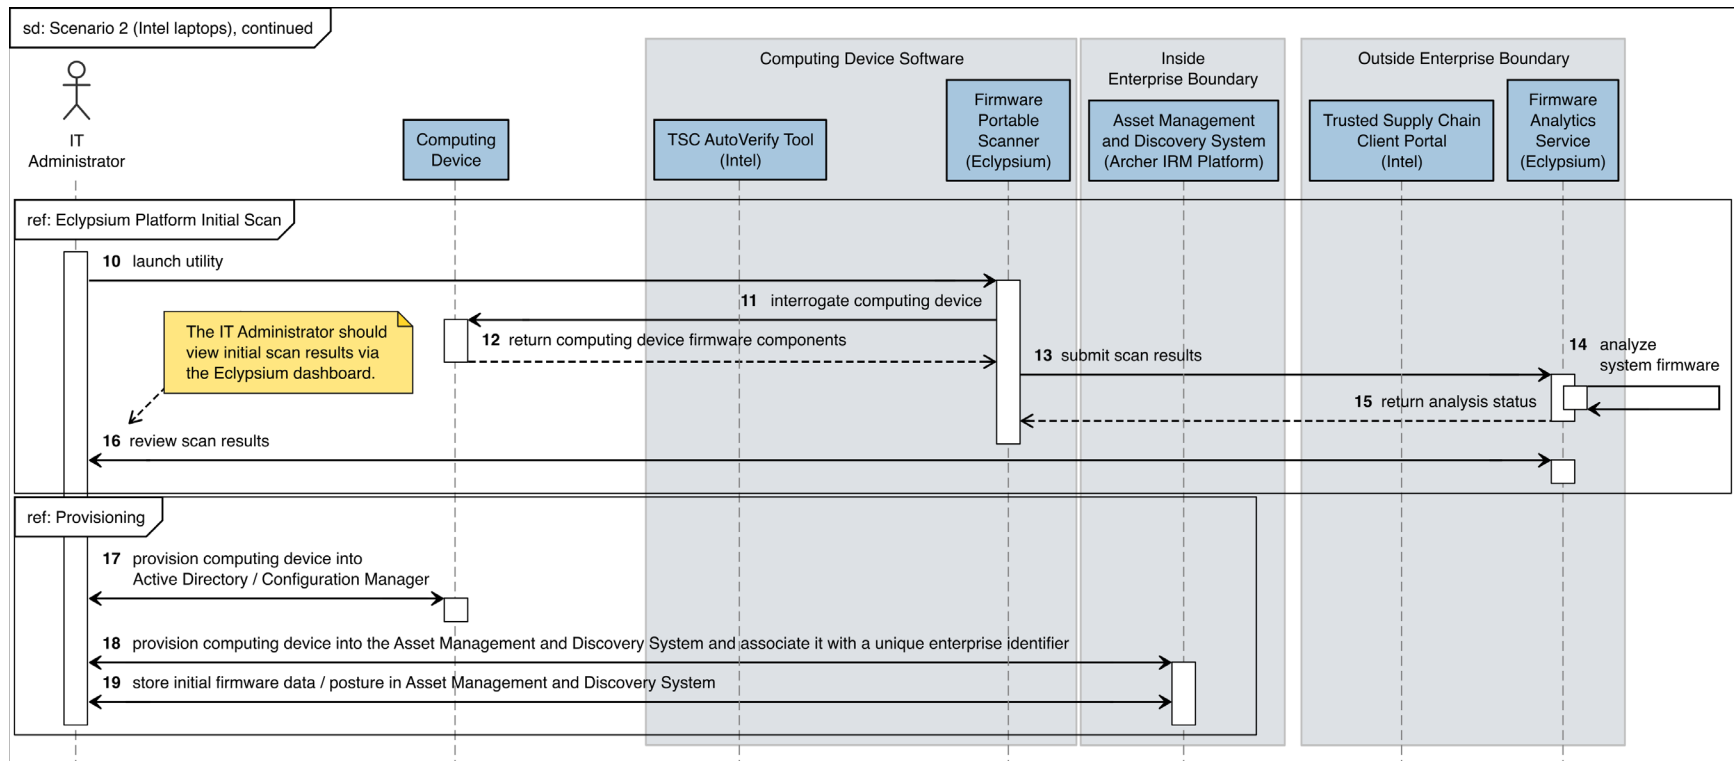 sd: Scenario 2 (Intel laptops), continued
Computing Device Software
Inside
Enterprise Boundary
Outside Enterprise Boundary
IT
Administrator
Computing
Device
TSC AutoVerify Tool
(Intel)
Firmware
Portable
Scanner
(Eclypsium)
Asset Management
and Discovery System
(Archer IRM Platform)
Trusted Supply Chain
Client Portal
(Intel)
Firmware
Analytics
Service
(Eclypsium)
ref: Eclypsium Platform Initial Scan
10 launch utility
11 interrogate computing device
The IT Administrator should
view initial scan results via
the Eclypsium dashboard.
12 return computing device firmware components
13 submit scan results
14 analyze
system firmware
15 return analysis status
16 review scan results
ref: Provisioning
17 provision computing device into
Active Directory / Configuration Manager
18 provision computing device into the Asset Management and Discovery System and associate it with a unique enterprise identifier
19 store initial firmware data / posture in Asset Management and Discovery System